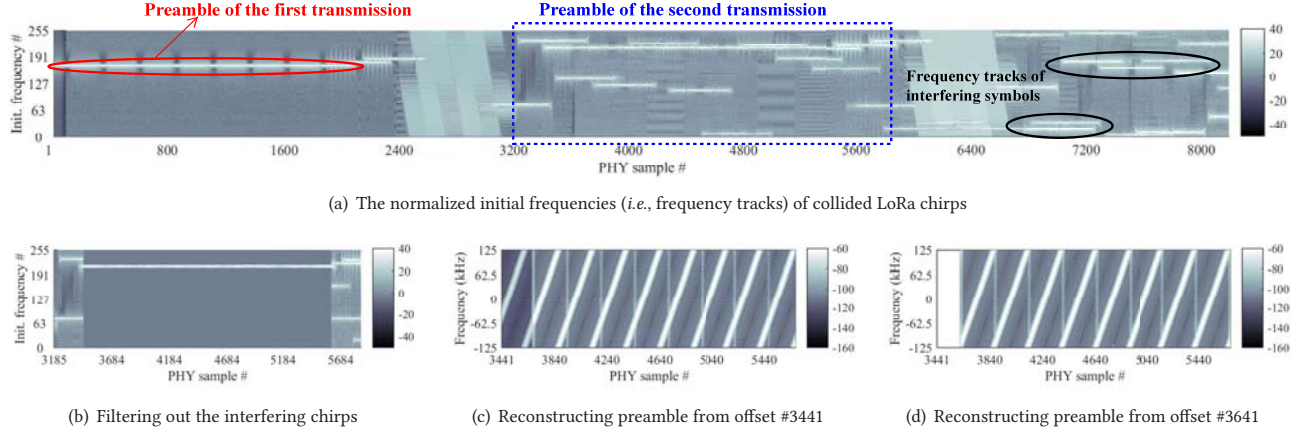 Preamble of the first transmission
Preamble of the second transmission
Init. frequency #
255
191
127
63
0
Frequency tracks of
interfering symbols
40
20
0
-20
-40
1 800 1600 2400 3200 4000 4800 5600 6400 7200 8000
PHY sample #
(a) The normalized initial frequencies (i.e., frequency tracks) of collided LoRa chirps
Init. frequency #
255
191
127
63
0
40
20
0
-20
-40
3185 3684 4184 4684 5184 5684
PHY sample #
(b) Filtering out the interfering chirps
Frequency (kHz)
125
62.5
0
-62.5
-125
-60
-80
-100
-120
-140
-160
3441 3840 4240 4640 5040 5440
PHY sample #
(c) Reconstructing preamble from offset #3441
Frequency (kHz)
125
62.5
0
-62.5
-125
-60
-80
-100
-120
-140
-160
3441 3840 4240 4640 5040 5440
PHY sample #
(d) Reconstructing preamble from offset #3641